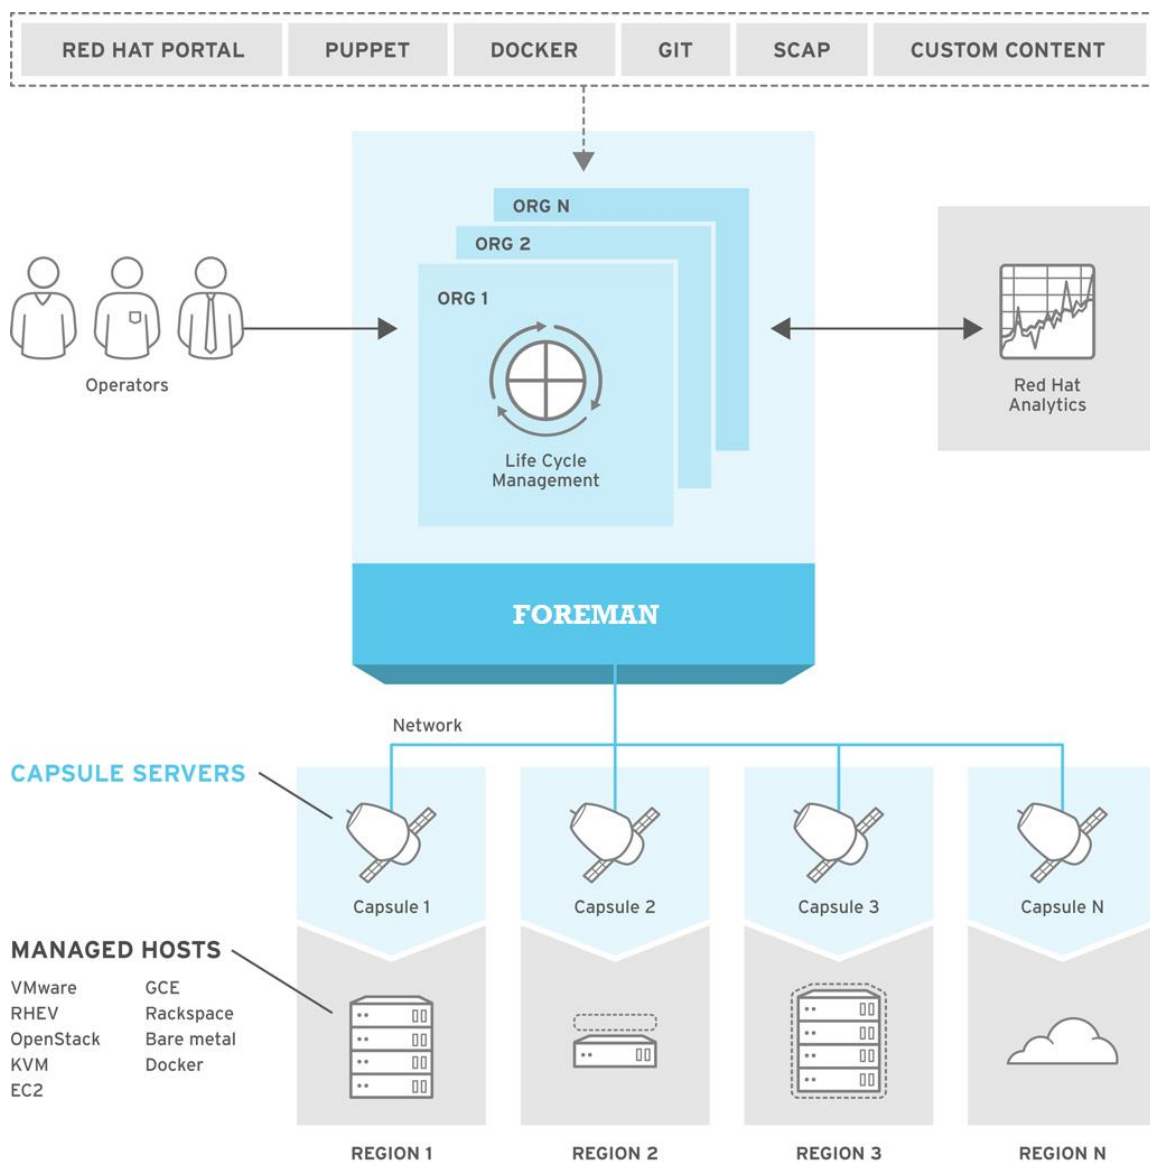 RED HAT PORTAL
PUPPET
DOCKER
GIT
SCAP
CUSTOM CONTENT
ORG N
ORG 2
ORG 1
Life Cycle
Management
Operators
Red Hat
Analytics
FOREMAN
Network
CAPSULE SERVERS
Capsule 1
Capsule 2
Capsule 3
Capsule N
MANAGED HOSTS
VMware
RHEV
OpenStack
KVM
EC2
GCE
Rackspace
Bare metal
Docker
REGION 1
REGION 2
REGION 3
REGION N